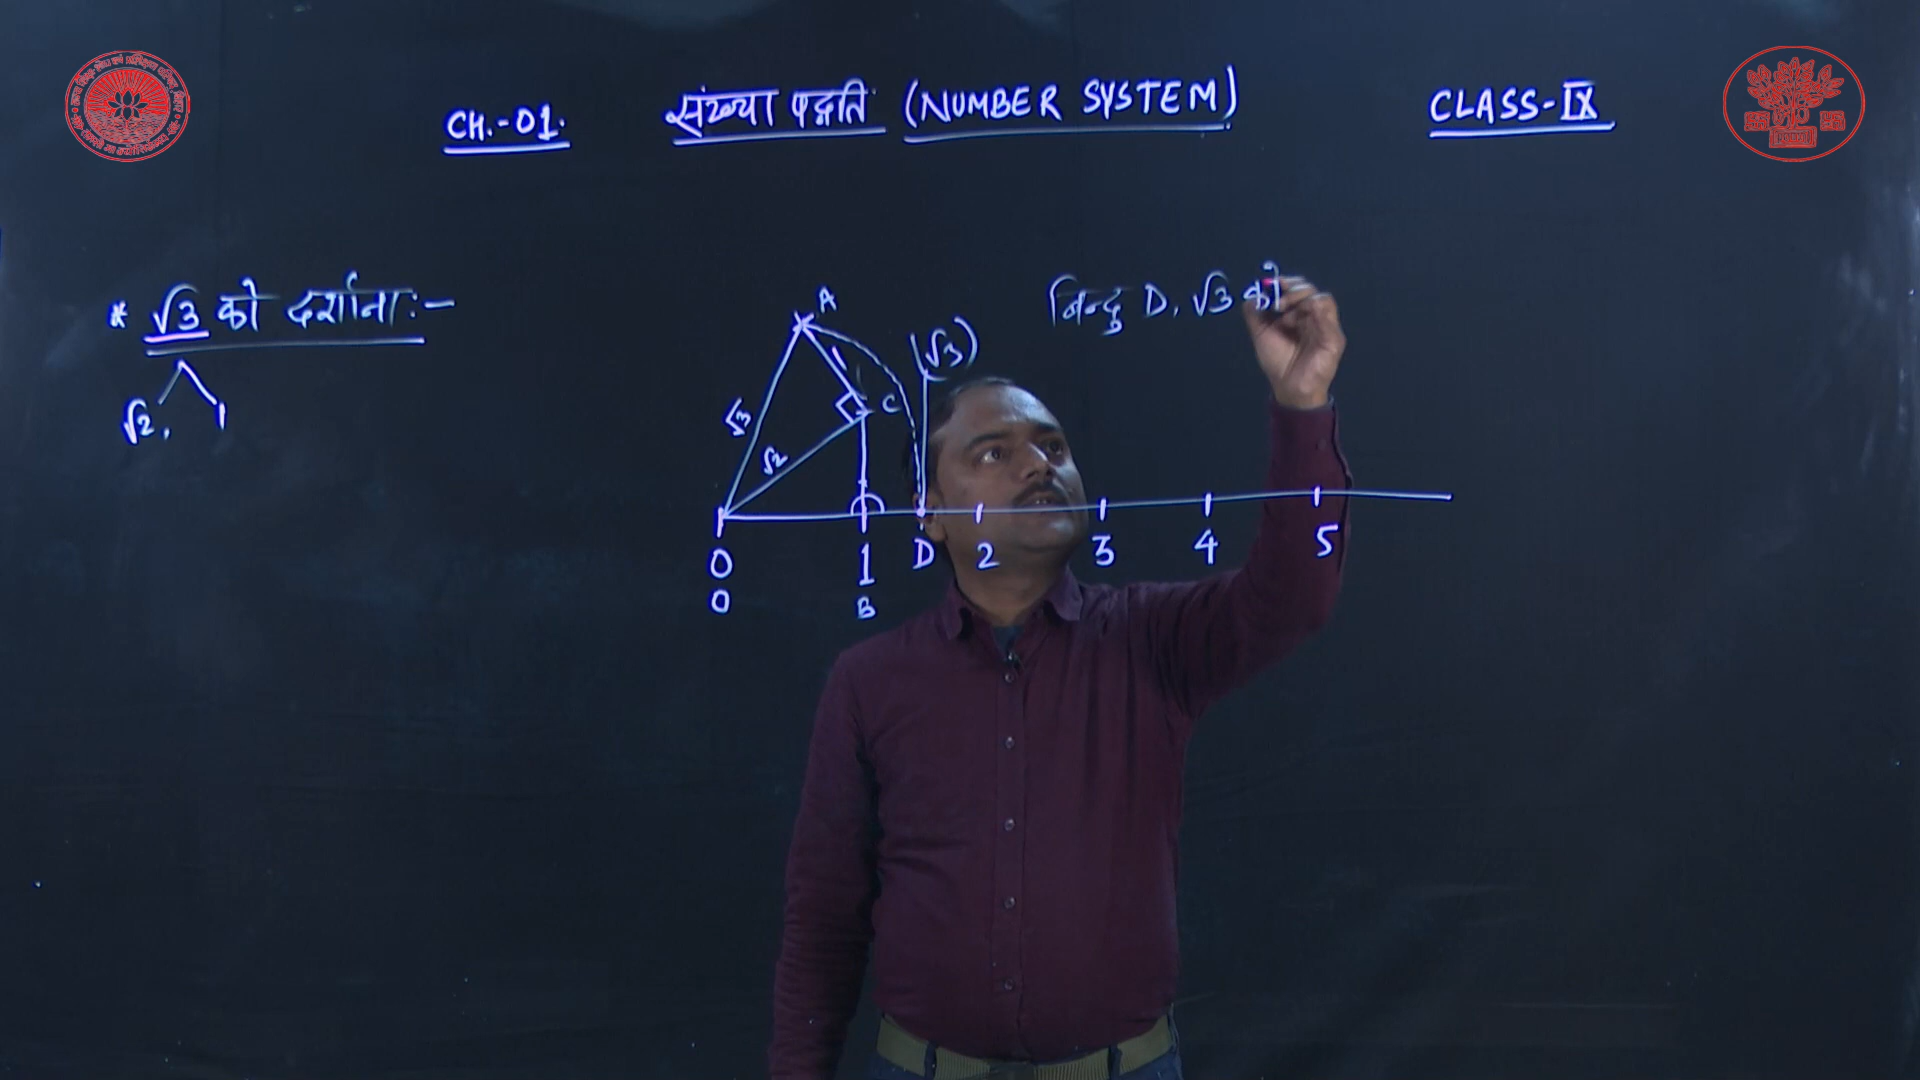 CH.-01. संख्या पद्धति (NUMBER SYSTEM) CLASS-IX
* √3 को दर्शाना:-
√2, 1
बिन्दु D, √3 को
A
(√3)
1
C
√3
√2
0 1 D 2 3 4 5
O B